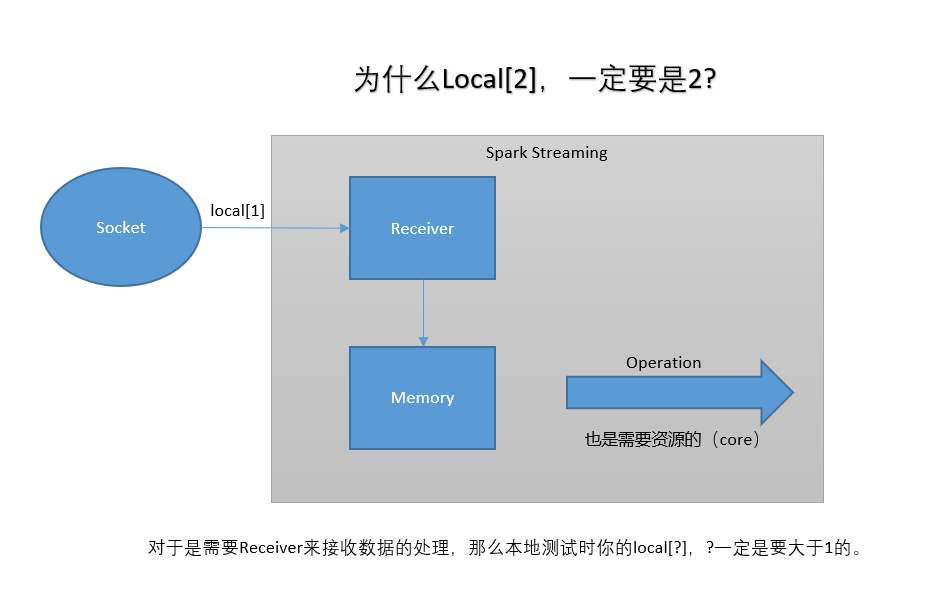 为什么Local[2]，一定要是2?
Spark Streaming
Socket
local[1]
Receiver
Memory
Operation
也是需要资源的（core）
对于是需要Receiver来接收数据的处理，那么本地测试时你的local[?]，?一定是要大于1的。